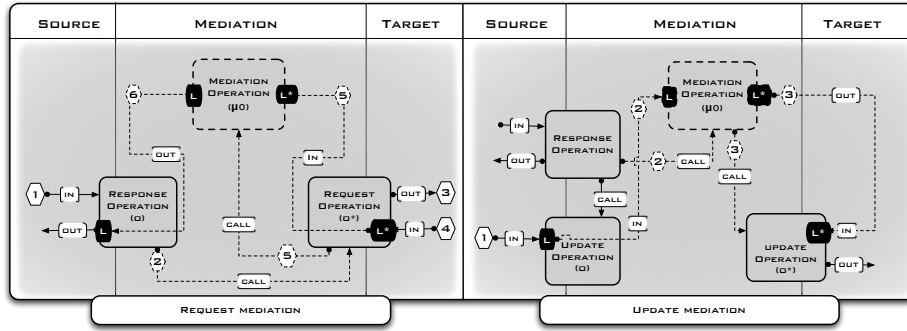 Source Mediation Target
6 L Mediation Operation (µO) L* 5
OUT IN
1 IN Response Operation (O) Request Operation (O*) OUT 3
OUT L CALL L* IN 4
2 5
CALL
Request mediation
Source Mediation Target
2 L Mediation Operation (µO) L* 3
OUT
IN Response Operation 3
OUT 2 CALL
CALL CALL
IN
1 IN L Update Operation (O) update Operation (O*) L* IN
OUT
Update mediation